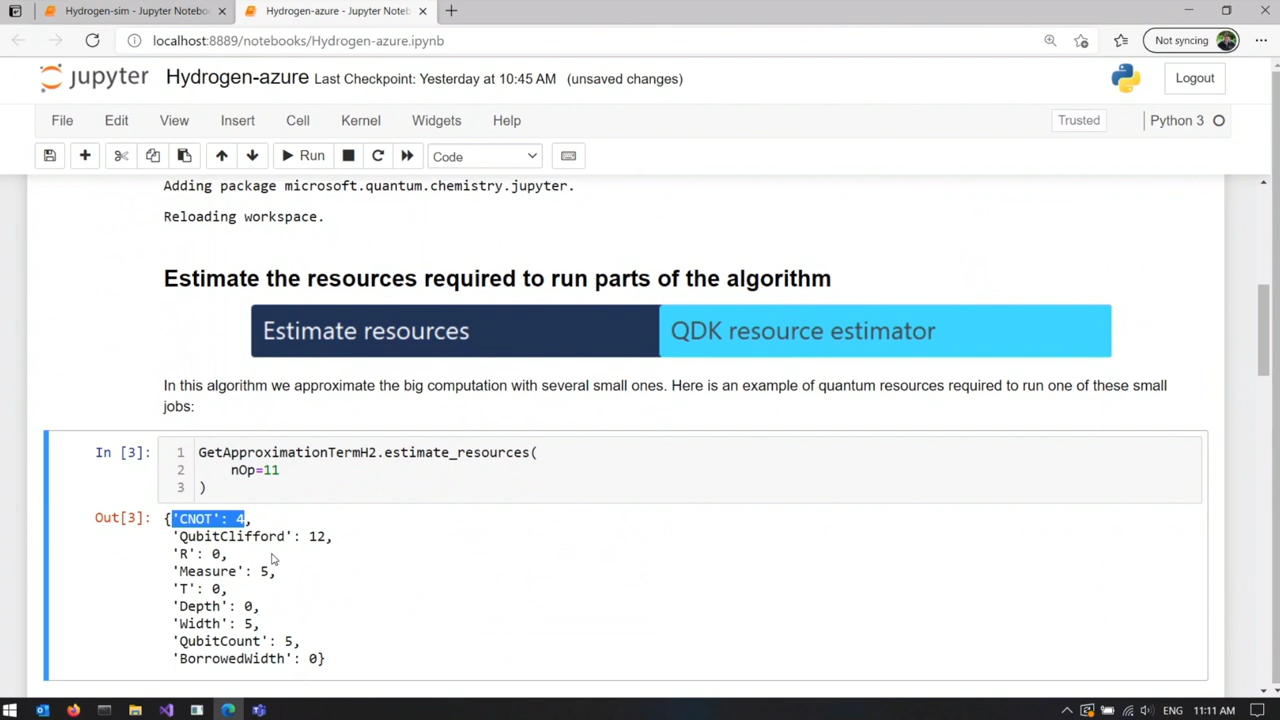 Hydrogen-sim - Jupyter Notebo
Hydrogen-azure - Jupyter Noteb
localhost:8889/notebooks/Hydrogen-azure.ipynb
Not syncing
jupyter Hydrogen-azure Last Checkpoint: Yesterday at 10:45 AM (unsaved changes)
Logout
File Edit View Insert Cell Kernel Widgets Help
Trusted
Python 3
Run
Code
Adding package microsoft.quantum.chemistry.jupyter.
Reloading workspace.
Estimate the resources required to run parts of the algorithm
Estimate resources
QDK resource estimator
In this algorithm we approximate the big computation with several small ones. Here is an example of quantum resources required to run one of these small
jobs:
In [3]:
1 GetApproximationTermH2.estimate_resources(
2 nOp=11
3 )
Out[3]: {'CNOT': 4,
'QubitClifford': 12,
'R': 0,
'Measure': 5,
'T': 0,
'Depth': 0,
'Width': 5,
'QubitCount': 5,
'BorrowedWidth': 0}
ENG 11:11 AM